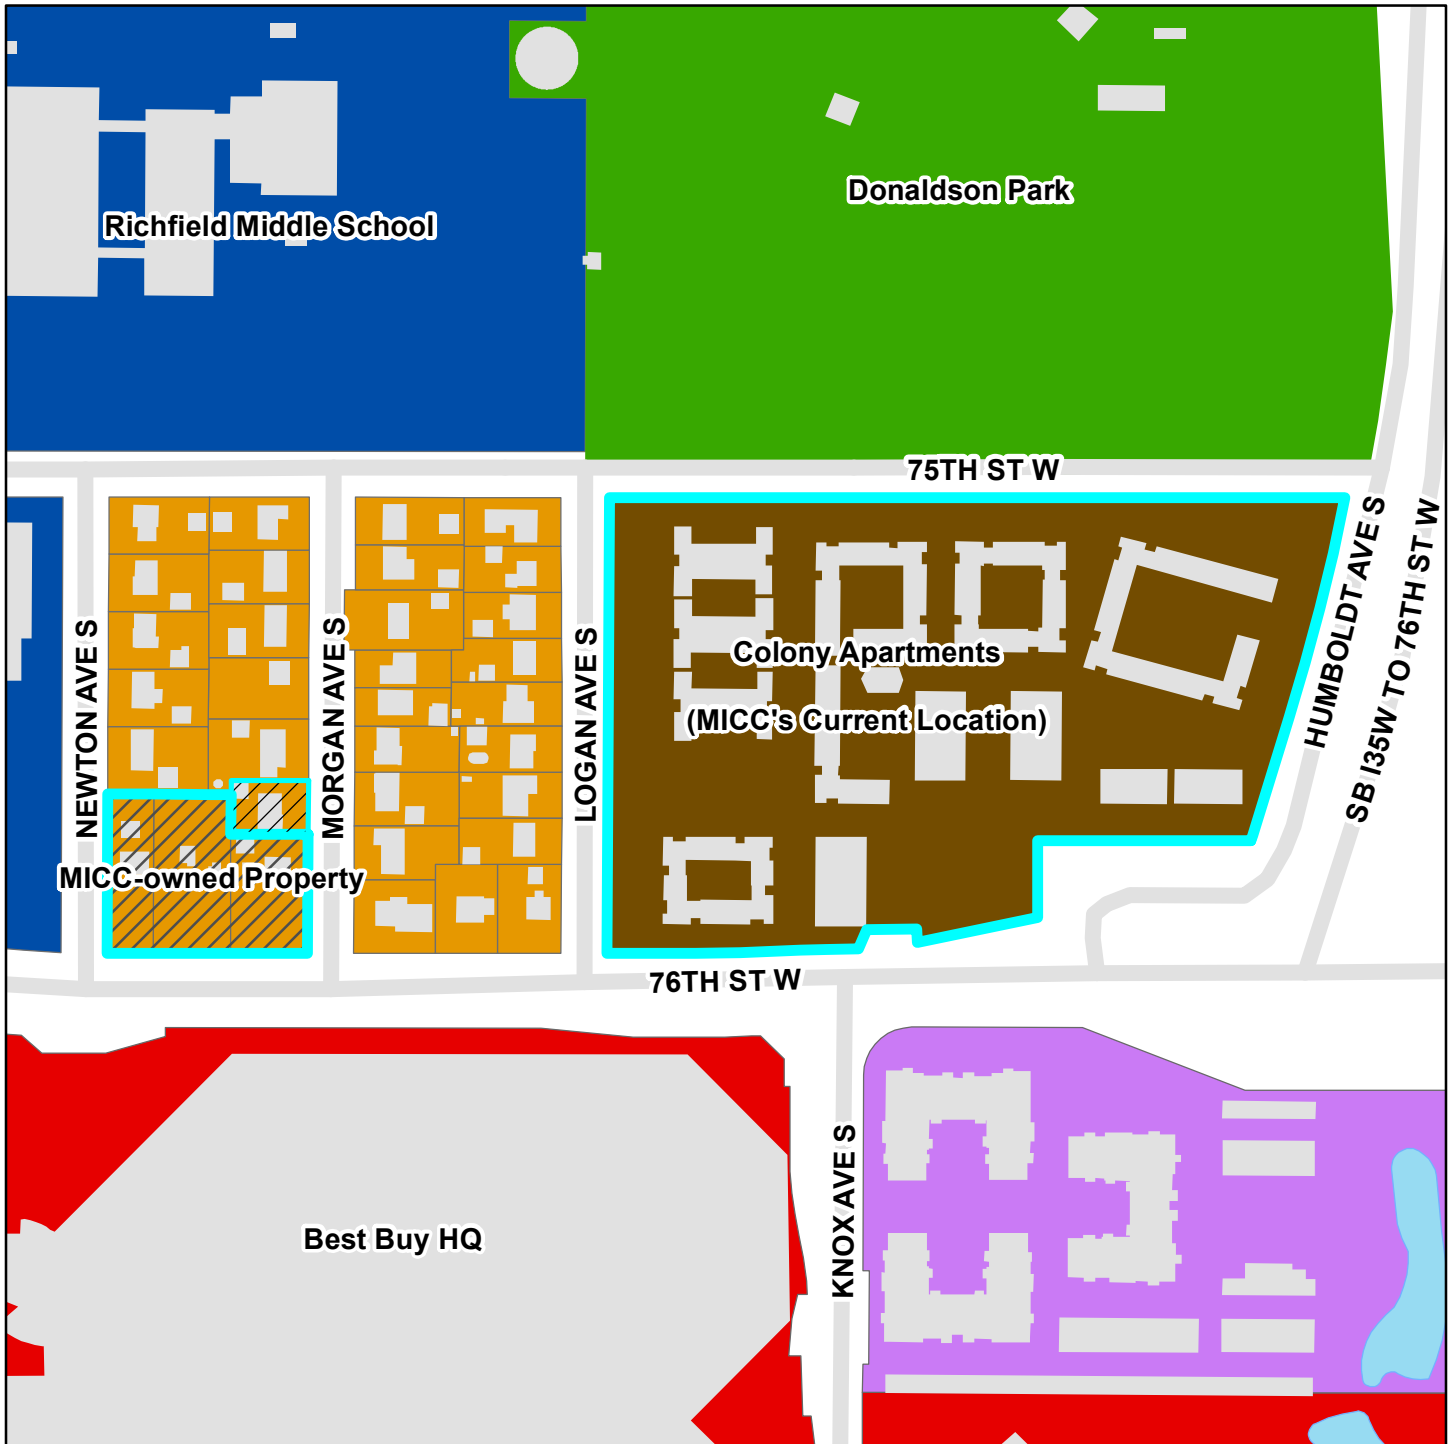 Donaldson Park
Richfield Middle School
75TH ST W
HUMBOLDT AVE S
SB I35W TO 76TH ST W
NEWTON AVE S
MORGAN AVE S
LOGAN AVE S
Colony Apartments
(MICC's Current Location)
MICC-owned Property
76TH ST W
KNOX AVE S
Best Buy HQ